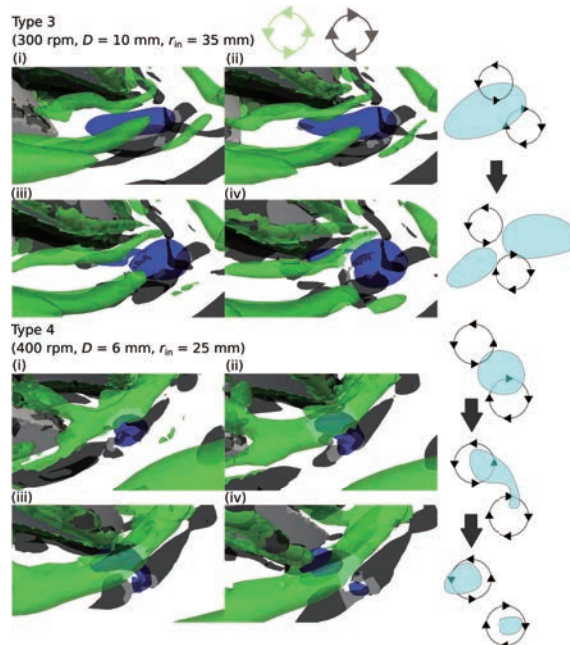 Type 3
(300 rpm, D = 10 mm, r_in = 35 mm)
(i)
(ii)
(iii)
(iv)
Type 4
(400 rpm, D = 6 mm, r_in = 25 mm)
(i)
(ii)
(iii)
(iv)